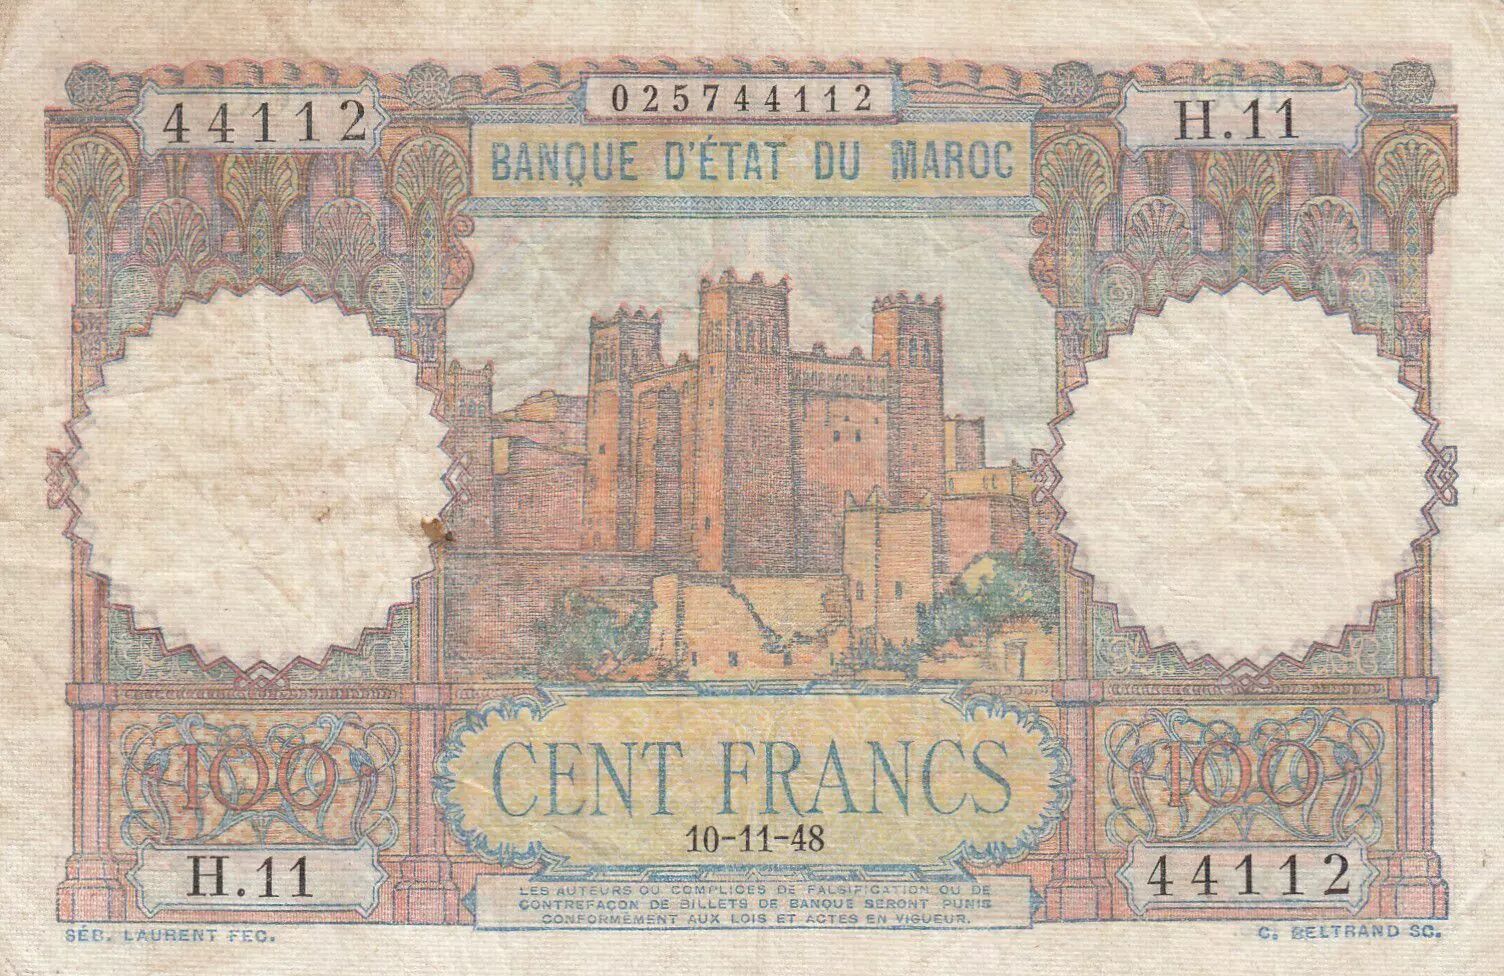 025744112
44112
H.11
BANQUE D'ÉTAT DU MAROC
100
100
CENT FRANCS
10-11-48
H.11
44112
LES AUTEURS OU COMPLICES DE FALSIFICATION OU DE
CONTREFAÇON DE BILLETS DE BANQUE SERONT PUNIS
CONFORMÉMENT AUX LOIS ET ACTES EN VIGUEUR.
SÉB. LAURENT FEC.
C. BELTRAND SC.